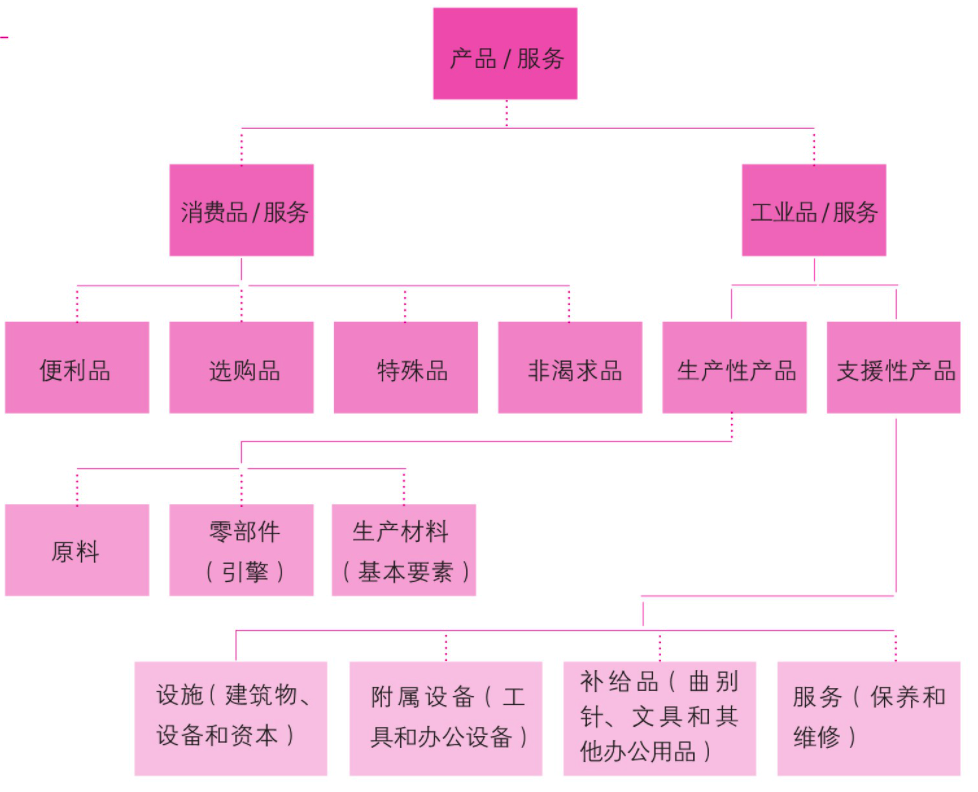 产品/服务
消费品/服务
工业品/服务
便利品
选购品
特殊品
非渴求品
生产性产品
支援性产品
原料
零部件
（引擎）
生产材料
（基本要素）
设施（建筑物、
设备和资本）
附属设备（工
具和办公设备）
补给品（曲别
针、文具和其
他办公用品）
服务（保养和
维修）